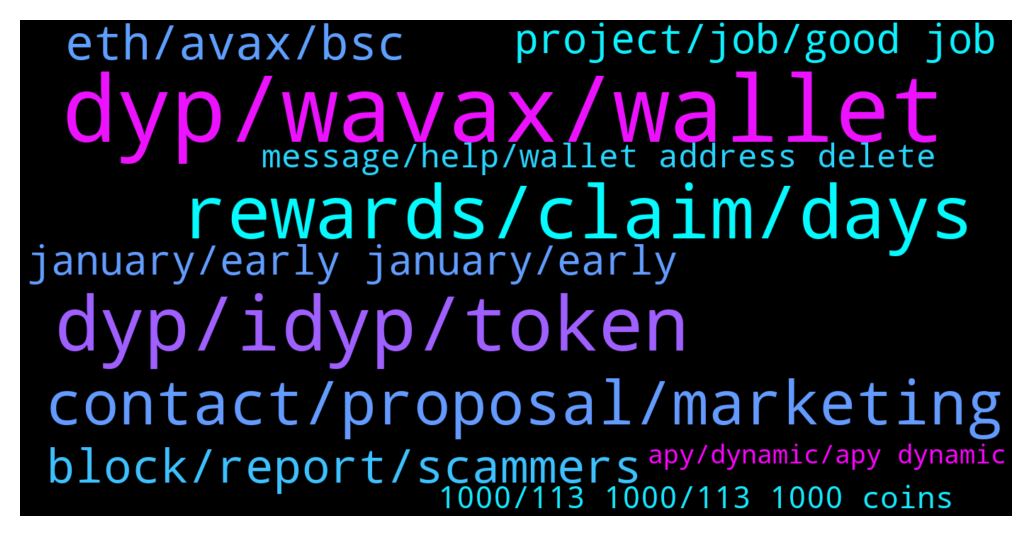 eth/avax/bsc
project/job/good job
dyp/wavax/wallet
message/help/wallet address delete
rewards/claim/days
january/early january/early
dyp/idyp/token
contact/proposal/marketing
block/report/scammers
apy/dynamic/apy dynamic
1000/113 1000/113 1000 coins